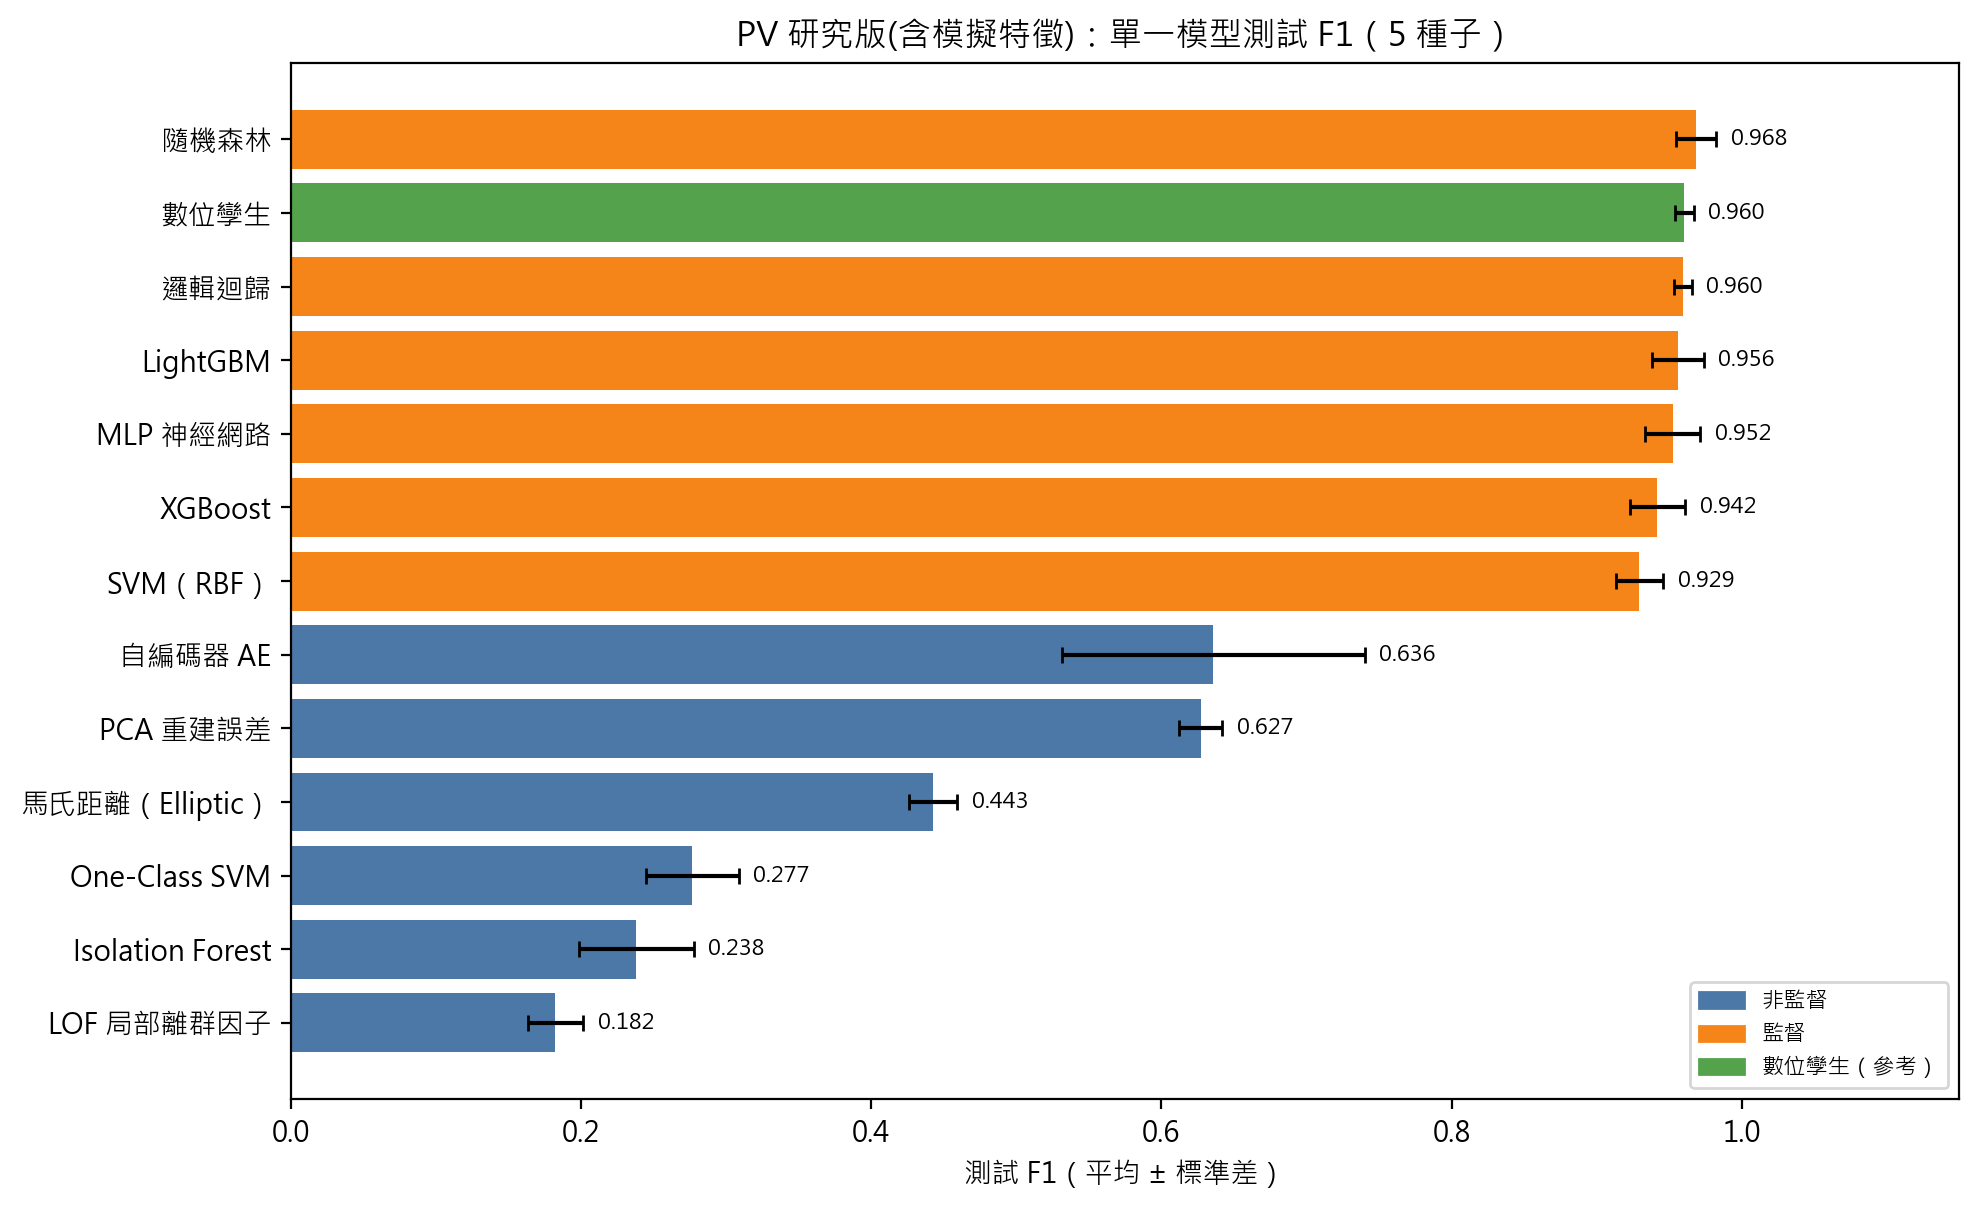 PV 研究版(含模擬特徵)：單一模型測試 F1（5 種子）
隨機森林 0.968
數位孿生 0.960
邏輯迴歸 0.960
LightGBM 0.956
MLP 神經網路 0.952
XGBoost 0.942
SVM（RBF） 0.929
自編碼器 AE 0.636
PCA 重建誤差 0.627
馬氏距離（Elliptic） 0.443
One-Class SVM 0.277
Isolation Forest 0.238
LOF 局部離群因子 0.182
非監督
監督
數位孿生（參考）
0.0 0.2 0.4 0.6 0.8 1.0
測試 F1（平均 ± 標準差）